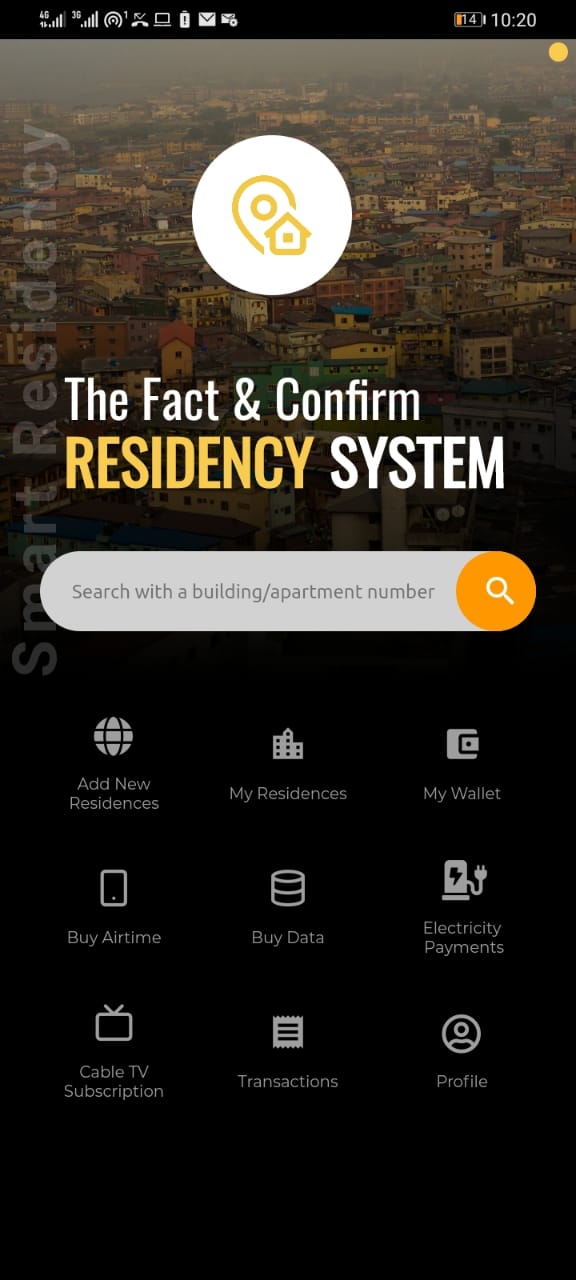 4G 3G 1 14 10:20
Smart Residency
The Fact & Confirm
RESIDENCY SYSTEM
Search with a building/apartment number
Add New
Residences
My Residences
My Wallet
Buy Airtime
Buy Data
Electricity
Payments
Cable TV
Subscription
Transactions
Profile